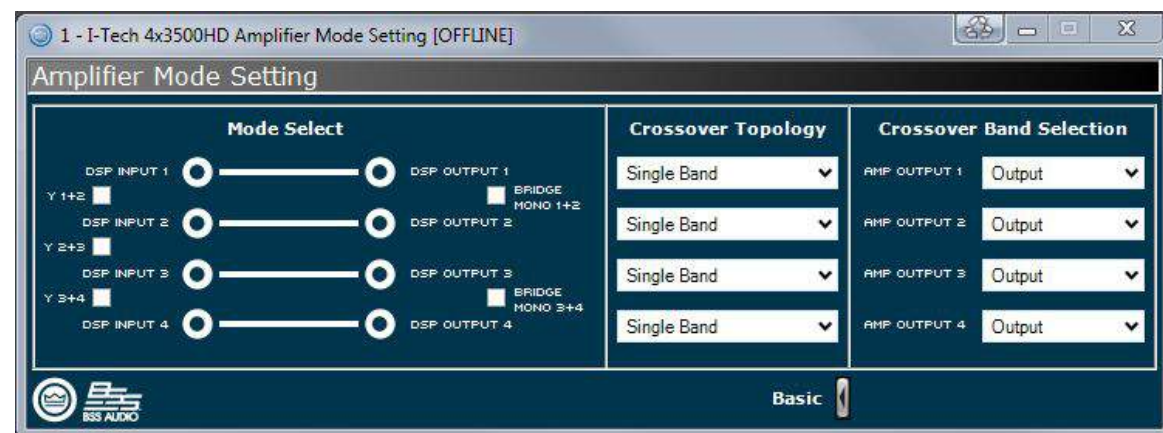 1 - I-Tech 4x3500HD Amplifier Mode Setting [OFFLINE]
Amplifier Mode Setting
Mode Select
Crossover Topology
Crossover Band Selection
DSP INPUT 1
DSP OUTPUT 1
Single Band
AMP OUTPUT 1
Output
Y 1+2
BRIDGE
MONO 1+2
DSP INPUT 2
DSP OUTPUT 2
Single Band
AMP OUTPUT 2
Output
Y 2+3
DSP INPUT 3
DSP OUTPUT 3
Single Band
AMP OUTPUT 3
Output
Y 3+4
BRIDGE
MONO 3+4
DSP INPUT 4
DSP OUTPUT 4
Single Band
AMP OUTPUT 4
Output
BSS AUDIO
Basic